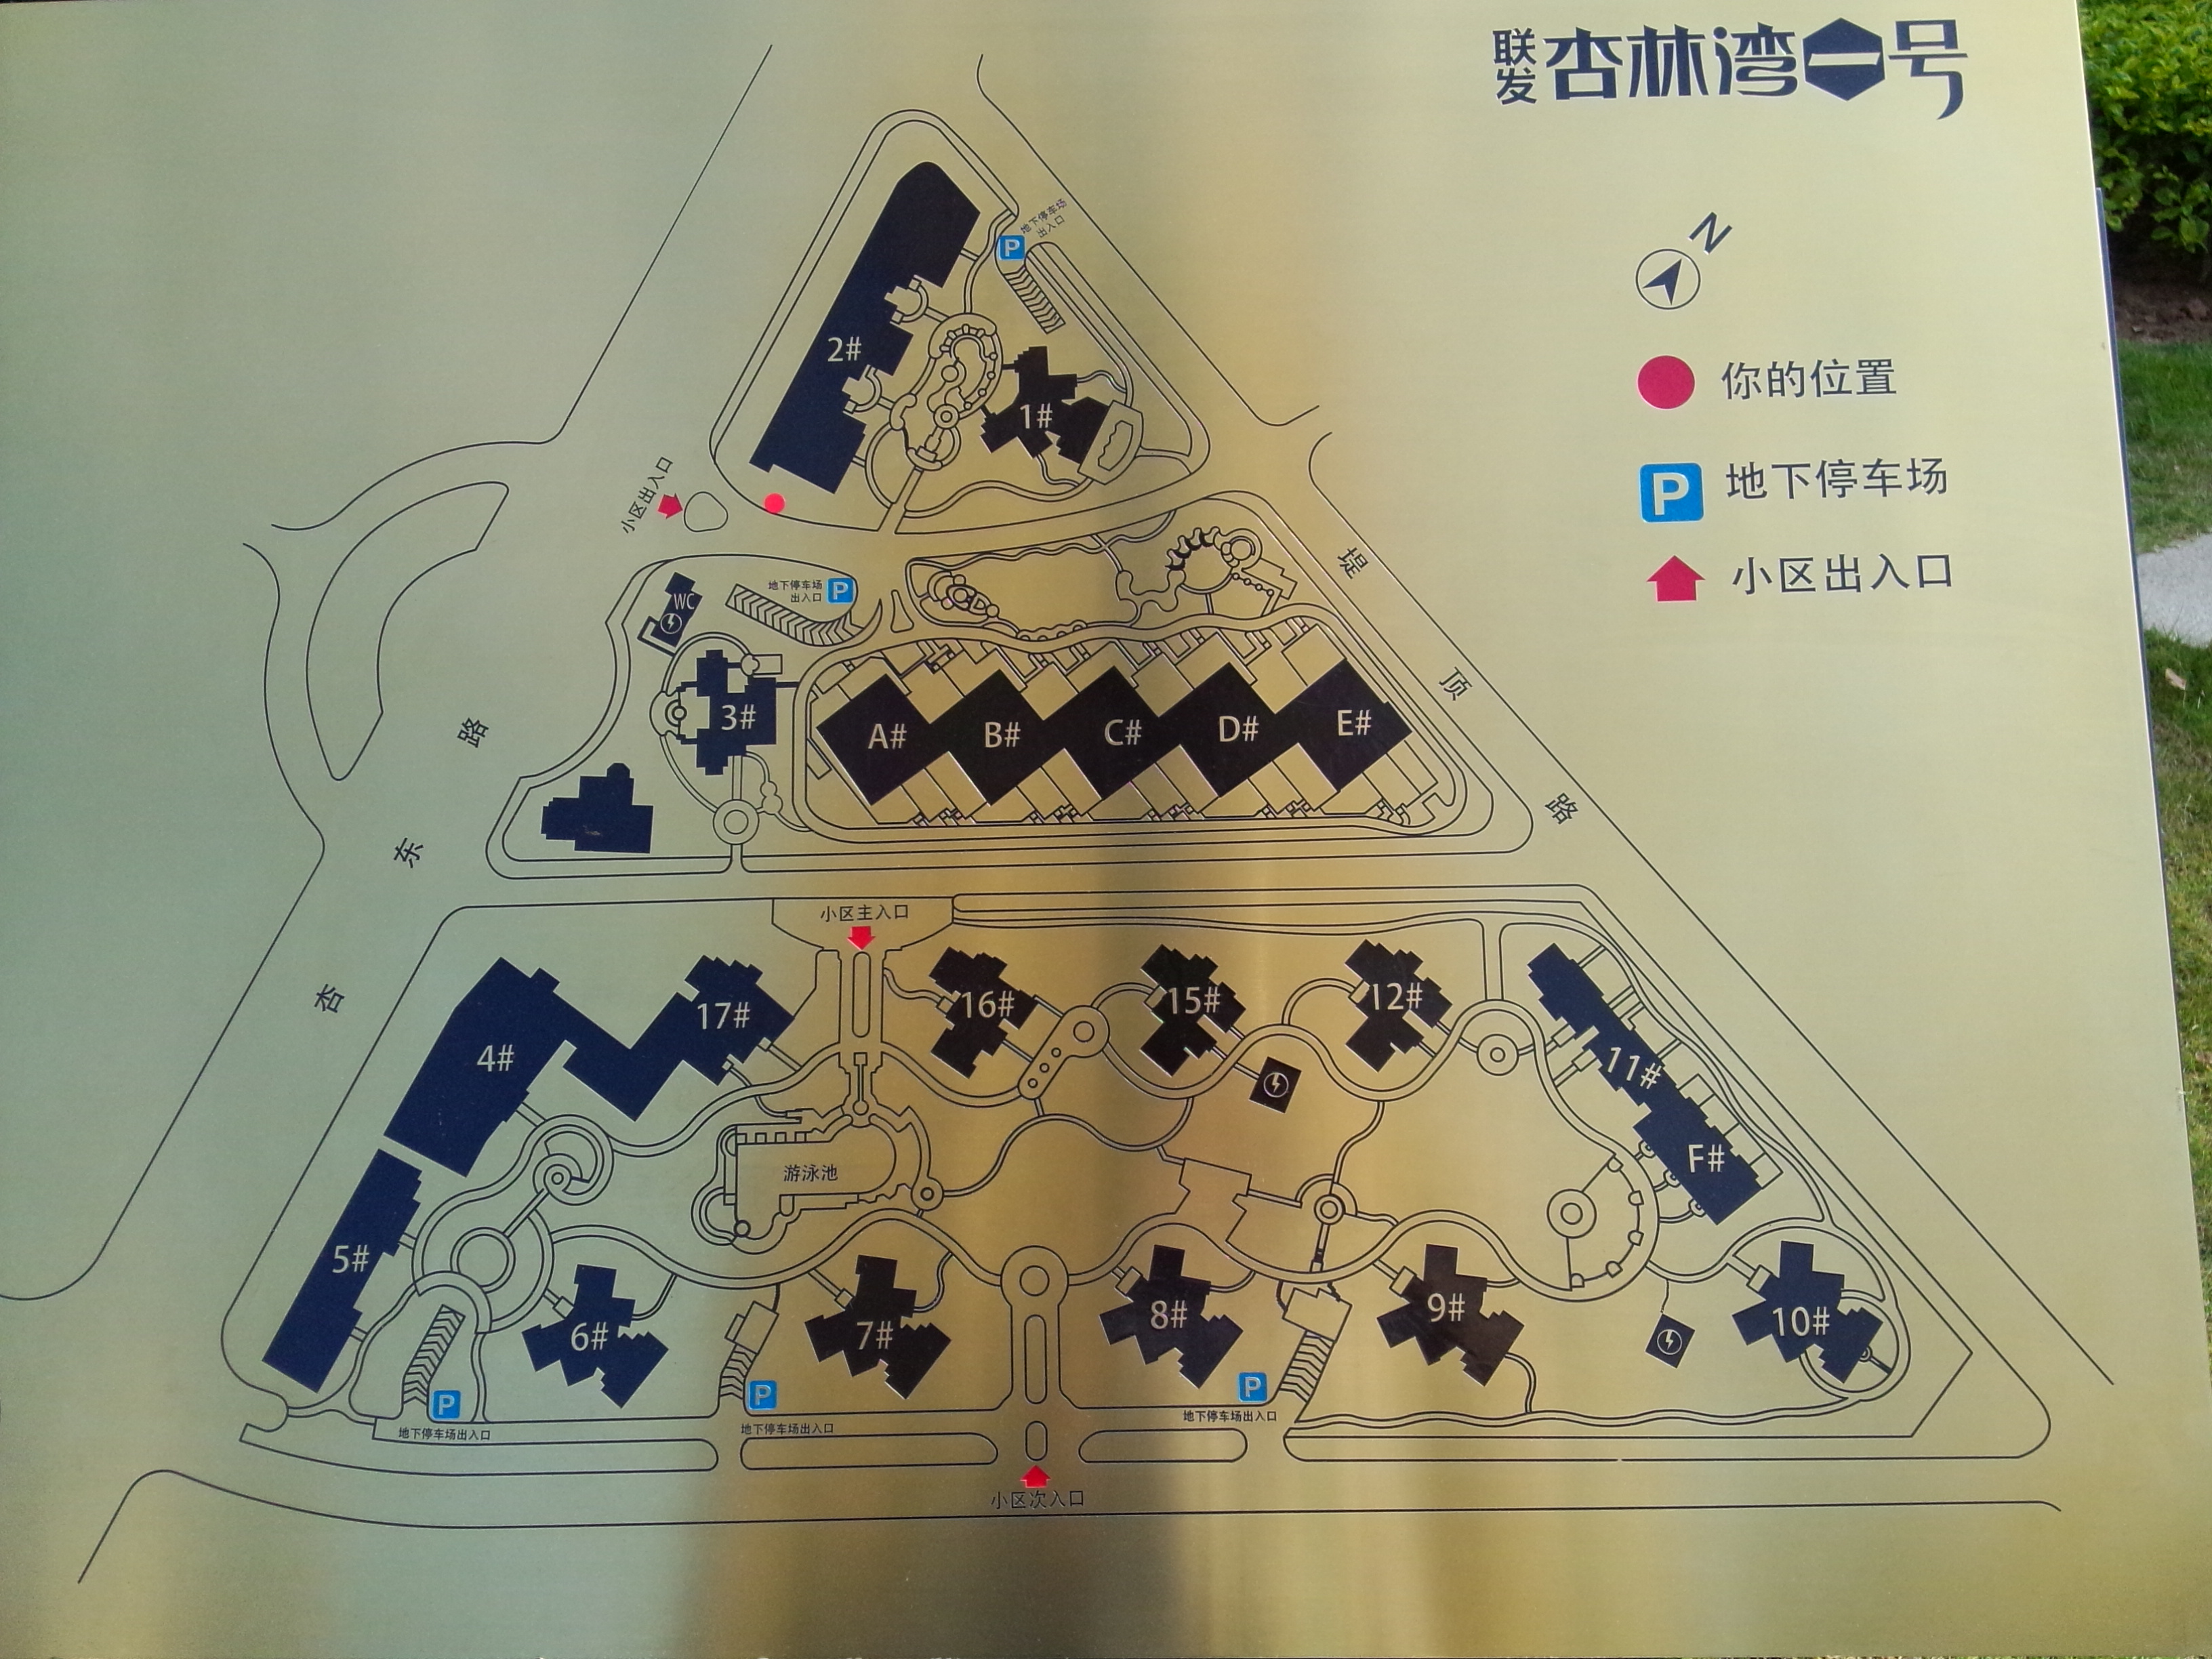 联发杏林湾一号
N
你的位置
P 地下停车场
小区出入口
地下停车场
出入口
P
2#
1#
小区出入口
WC
地下停车场
出入口
P
3#
A#
B#
C#
D#
E#
堤顶路
杏东路
小区主入口
4#
17#
16#
15#
12#
11#
F#
游泳池
5#
6#
7#
8#
9#
10#
P
地下停车场出入口
P
地下停车场出入口
P
地下停车场出入口
小区次入口